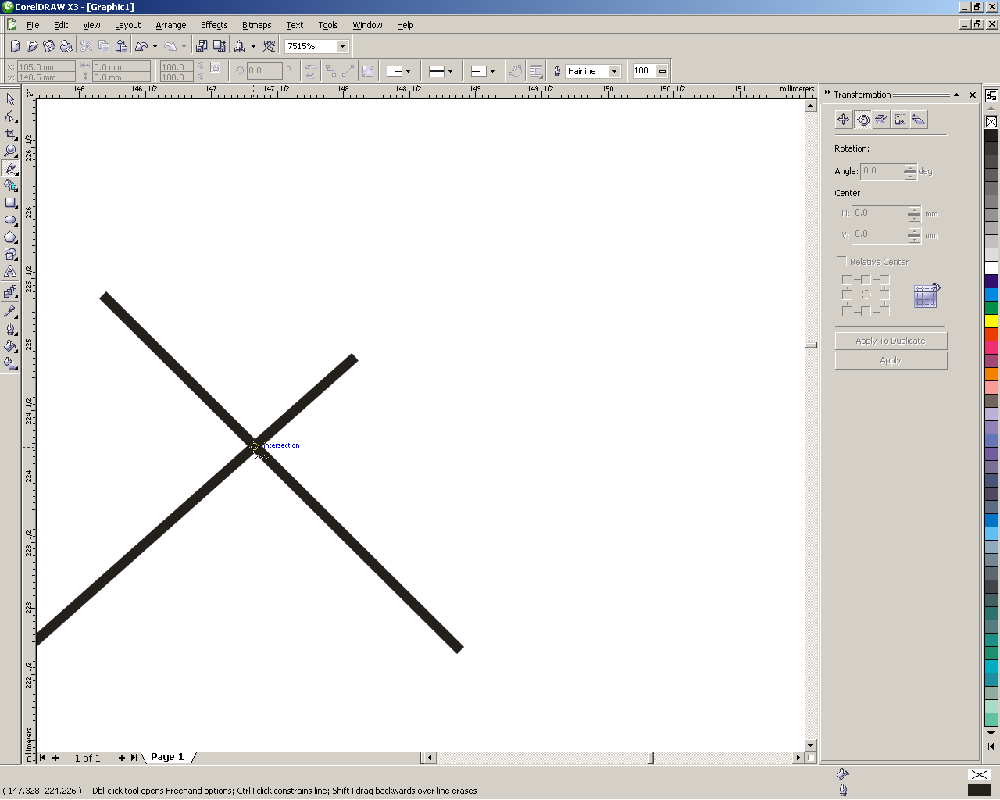 CorelDRAW X3 - [Graphic1]
File Edit View Layout Arrange Effects Bitmaps Text Tools Window Help
7515%
x: 105.0 mm 0.0 mm 100.0 % 0.0 ° Hairline 100
y: 148.5 mm 0.0 mm 100.0 %
146 146 1/2 147 147 1/2 148 148 1/2 149 149 1/2 150 150 1/2 151 millimeters
226 1/2
226
225 1/2
225
224 1/2
224
223 1/2
223
222 1/2
millimeters
intersection
Transformation
Rotation:
Angle: 0.0 deg
Center:
H: 0.0 mm
V: 0.0 mm
Relative Center
Apply To Duplicate
Apply
1 of 1 Page 1
( 147.328, 224.226 ) Dbl-click tool opens Freehand options; Ctrl+click constrains line; Shift+drag backwards over line erases